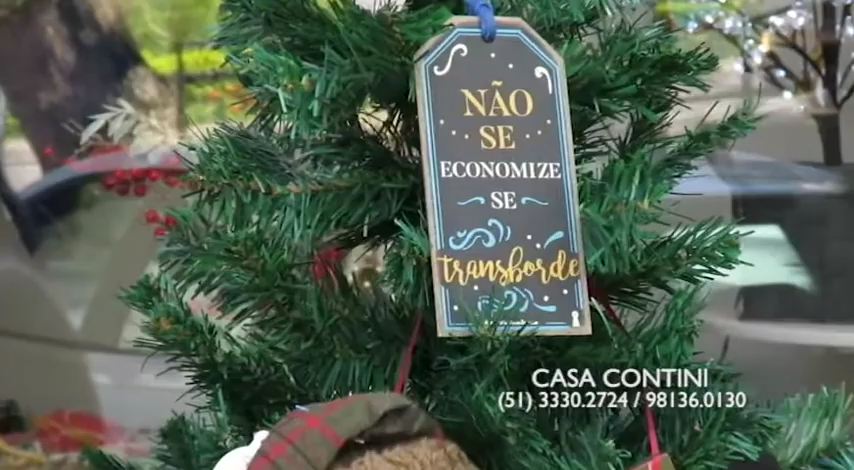 NÃO
SE
ECONOMIZE
SE
transborde
CASA CONTINI
(51) 3330.2724 / 98136.0130